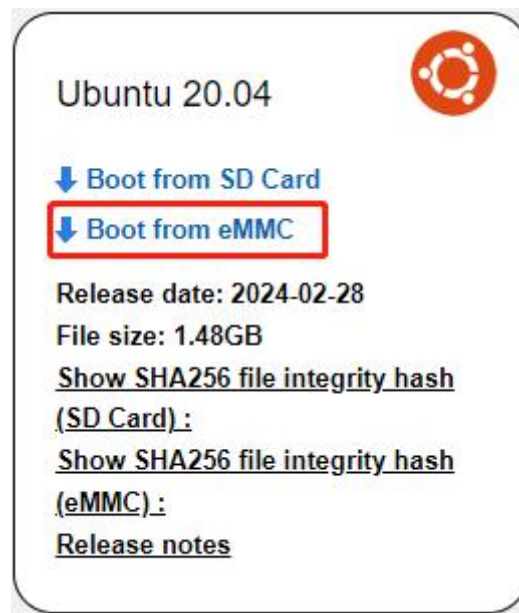 Ubuntu 20.04
Boot from SD Card
Boot from eMMC
Release date: 2024-02-28
File size: 1.48GB
Show SHA256 file integrity hash
(SD Card) :
Show SHA256 file integrity hash
(eMMC) :
Release notes